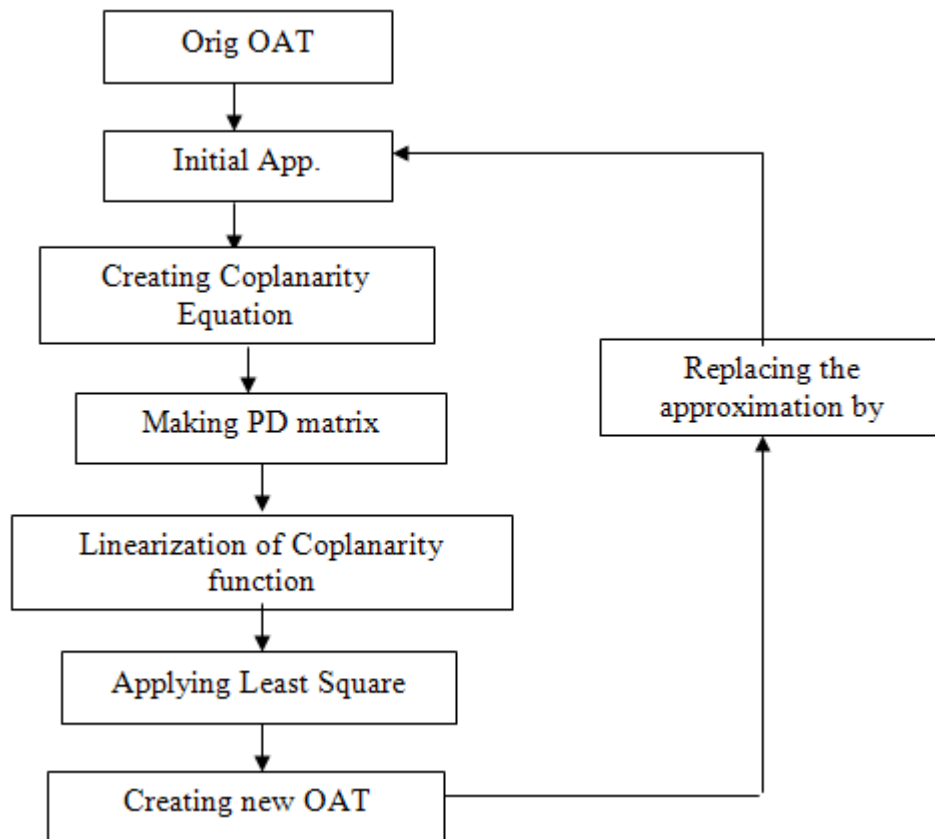 Orig OAT
Initial App.
Creating Coplanarity
Equation
Making PD matrix
Linearization of Coplanarity
function
Applying Least Square
Creating new OAT
Replacing the
approximation by